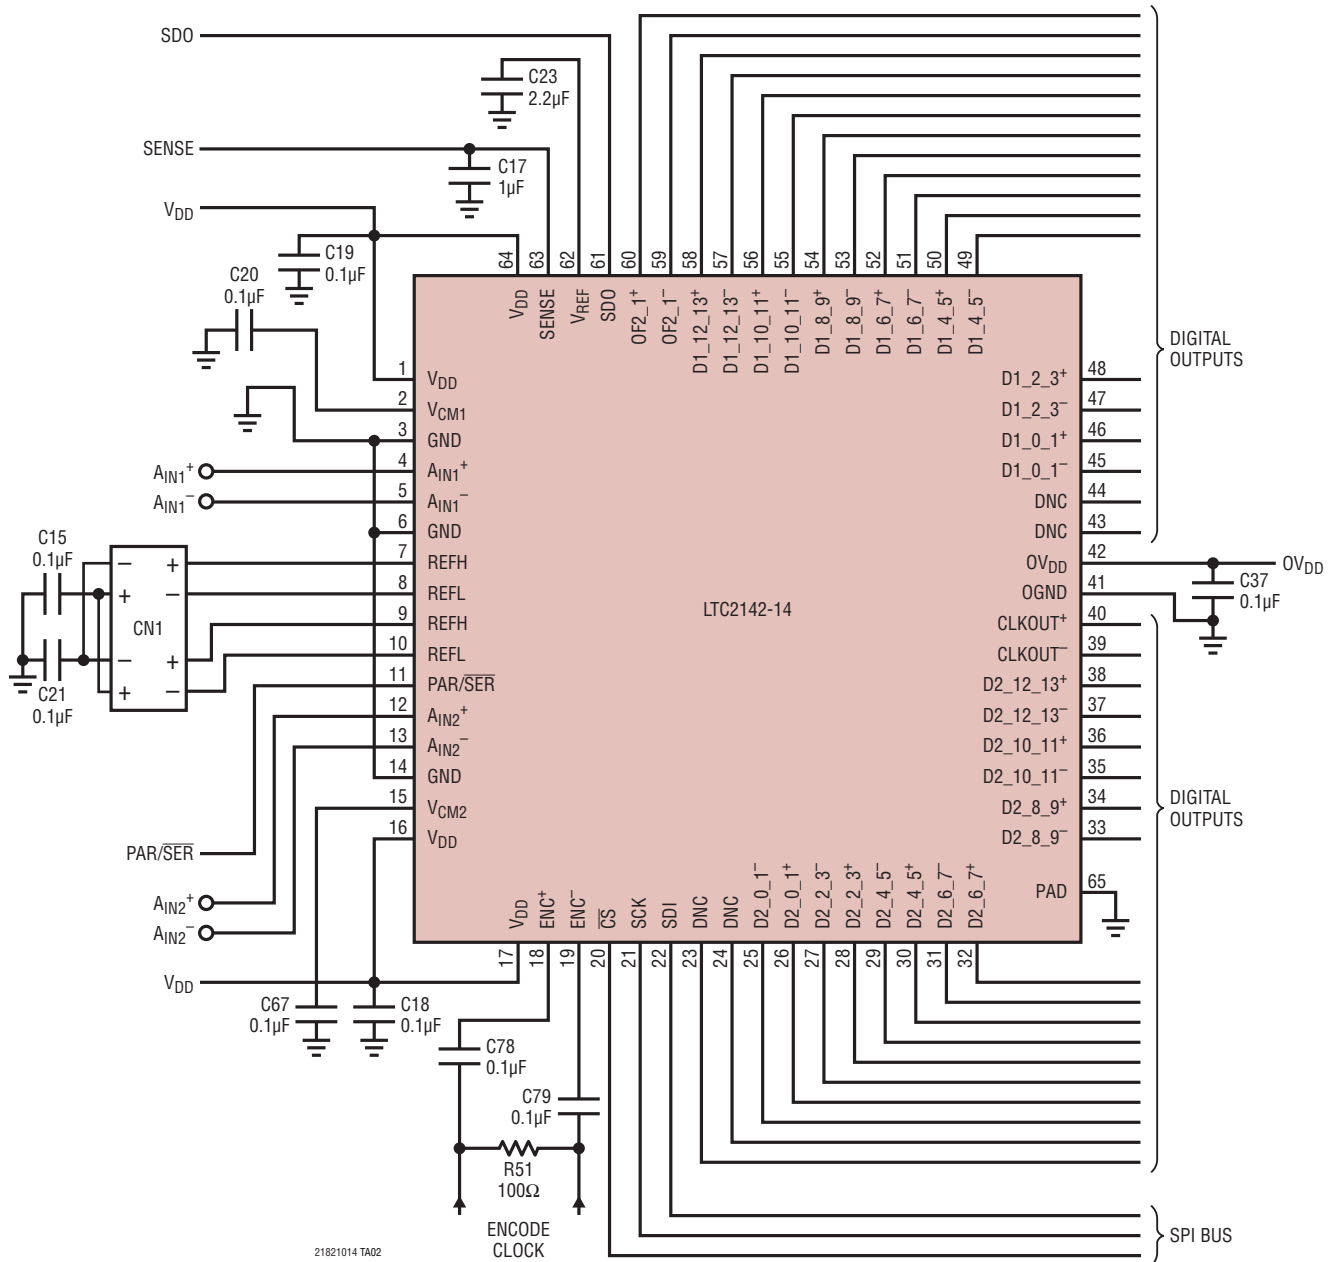 SDO
C23
2.2µF
SENSE
C17
1µF
VDD
C19
0.1µF
C20
0.1µF
64
63
62
61
60
59
58
57
56
55
54
53
52
51
50
49
VDD
SENSE
VREF
SDO
OF2_1+
OF2_1–
D1_12_13+
D1_12_13–
D1_10_11+
D1_10_11–
D1_8_9+
D1_8_9–
D1_6_7+
D1_6_7–
D1_4_5+
D1_4_5–
DIGITAL
OUTPUTS
1 VDD
2 VCM1
3 GND
AIN1+ 4 AIN1+
AIN1– 5 AIN1–
6 GND
7 REFH
8 REFL
9 REFH
10 REFL
11 PAR/SER
12 AIN2+
13 AIN2–
14 GND
15 VCM2
16 VDD
C15
0.1µF
– +
+ –
CN1
– +
+ –
C21
0.1µF
LTC2142-14
D1_2_3+ 48
D1_2_3– 47
D1_0_1+ 46
D1_0_1– 45
DNC 44
DNC 43
OVDD 42 OVDD
OGND 41
C37
0.1µF
CLKOUT+ 40
CLKOUT– 39
D2_12_13+ 38
D2_12_13– 37
D2_10_11+ 36
D2_10_11– 35
D2_8_9+ 34
D2_8_9– 33
PAD 65
DIGITAL
OUTPUTS
PAR/SER
AIN2+
AIN2–
VDD
VDD
ENC+
ENC–
CS
SCK
SDI
DNC
DNC
D2_0_1–
D2_0_1+
D2_2_3–
D2_2_3+
D2_4_5–
D2_4_5+
D2_6_7–
D2_6_7+
17
18
19
20
21
22
23
24
25
26
27
28
29
30
31
32
C67
0.1µF
C18
0.1µF
C78
0.1µF
C79
0.1µF
R51
100Ω
ENCODE
CLOCK
SPI BUS
21821014 TA02